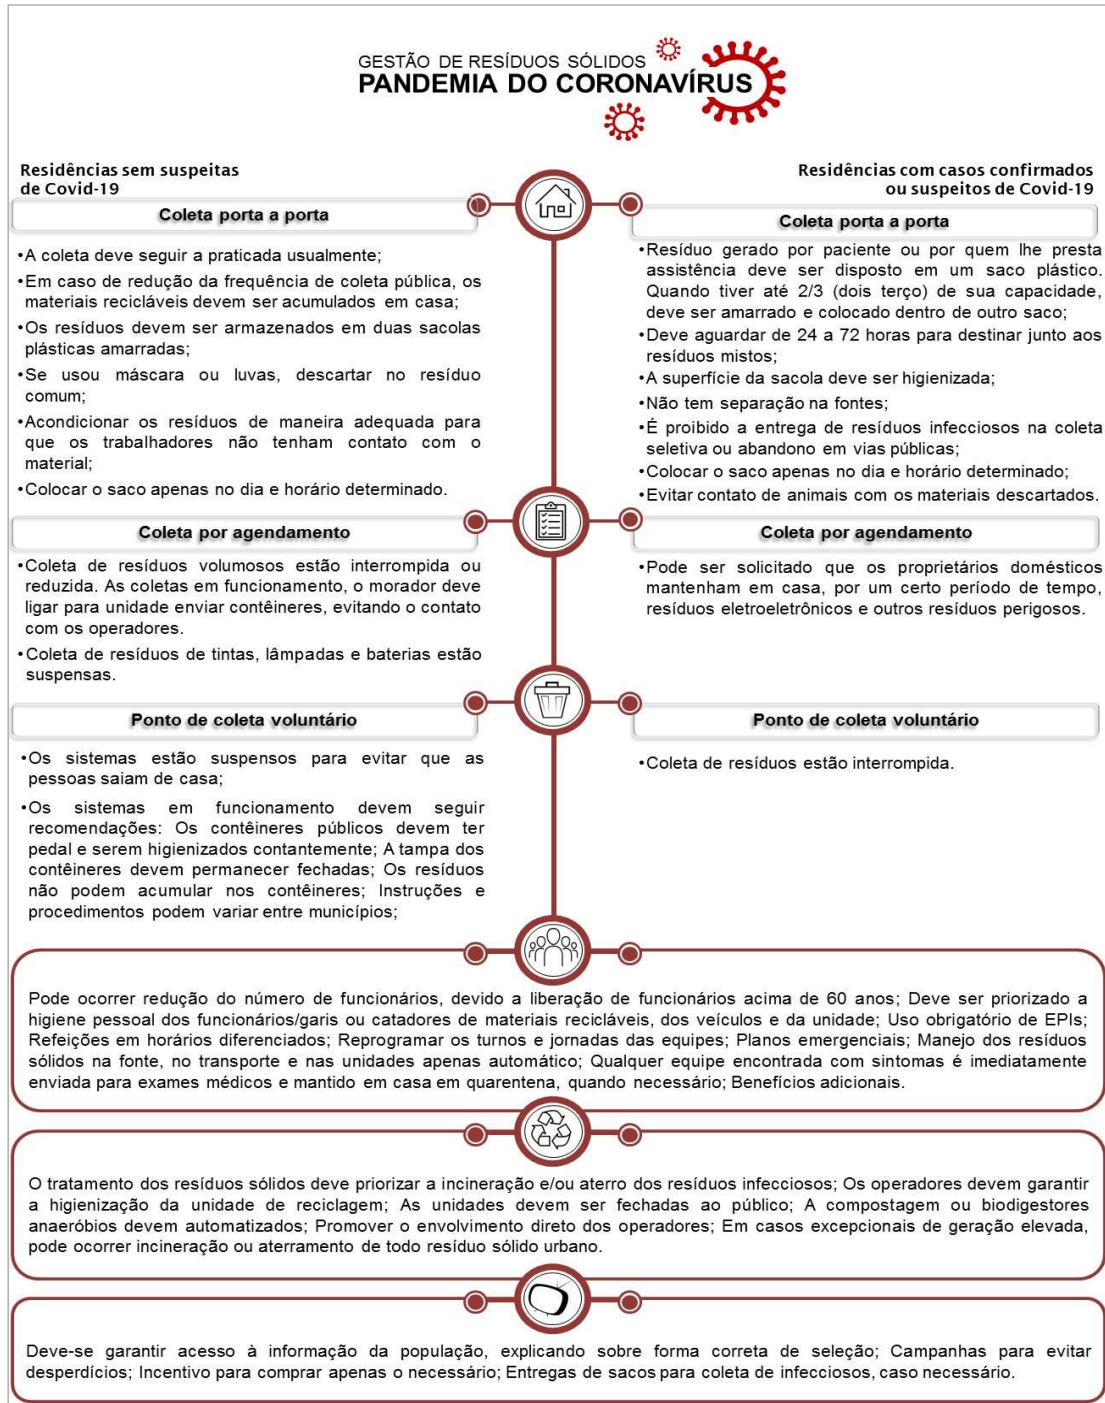 GESTÃO DE RESÍDUOS SÓLIDOS
PANDEMIA DO CORONAVÍRUS
Residências sem suspeitas
de Covid-19
Coleta porta a porta
•A coleta deve seguir a praticada usualmente;
•Em caso de redução da frequência de coleta pública, os
materiais recicláveis devem ser acumulados em casa;
•Os resíduos devem ser armazenados em duas sacolas
plásticas amarradas;
•Se usou máscara ou luvas, descartar no resíduo
comum;
•Acondicionar os resíduos de maneira adequada para
que os trabalhadores não tenham contato com o
material;
•Colocar o saco apenas no dia e horário determinado.
Residências com casos confirmados
ou suspeitos de Covid-19
Coleta porta a porta
•Resíduo gerado por paciente ou por quem lhe presta
assistência deve ser disposto em um saco plástico.
Quando tiver até 2/3 (dois terço) de sua capacidade,
deve ser amarrado e colocado dentro de outro saco;
•Deve aguardar de 24 a 72 horas para destinar junto aos
resíduos mistos;
•A superfície da sacola deve ser higienizada;
•Não tem separação na fontes;
•É proibido a entrega de resíduos infecciosos na coleta
seletiva ou abandono em vias públicas;
•Colocar o saco apenas no dia e horário determinado;
•Evitar contato de animais com os materiais descartados.
Coleta por agendamento
•Coleta de resíduos volumosos estão interrompida ou
reduzida. As coletas em funcionamento, o morador deve
ligar para unidade enviar contêineres, evitando o contato
com os operadores.
•Coleta de resíduos de tintas, lâmpadas e baterias estão
suspensas.
Coleta por agendamento
•Pode ser solicitado que os proprietários domésticos
mantenham em casa, por um certo período de tempo,
resíduos eletroeletrônicos e outros resíduos perigosos.
Ponto de coleta voluntário
•Os sistemas estão suspensos para evitar que as
pessoas saiam de casa;
•Os sistemas em funcionamento devem seguir
recomendações: Os contêineres públicos devem ter
pedal e serem higienizados contantemente; A tampa dos
contêineres devem permanecer fechadas; Os resíduos
não podem acumular nos contêineres; Instruções e
procedimentos podem variar entre municípios;
Ponto de coleta voluntário
•Coleta de resíduos estão interrompida.
Pode ocorrer redução do número de funcionários, devido a liberação de funcionários acima de 60 anos; Deve ser priorizado a
higiene pessoal dos funcionários/garis ou catadores de materiais recicláveis, dos veículos e da unidade; Uso obrigatório de EPIs;
Refeições em horários diferenciados; Reprogramar os turnos e jornadas das equipes; Planos emergenciais; Manejo dos resíduos
sólidos na fonte, no transporte e nas unidades apenas automático; Qualquer equipe encontrada com sintomas é imediatamente
enviada para exames médicos e mantido em casa em quarentena, quando necessário; Benefícios adicionais.
O tratamento dos resíduos sólidos deve priorizar a incineração e/ou aterro dos resíduos infecciosos; Os operadores devem garantir
a higienização da unidade de reciclagem; As unidades devem ser fechadas ao público; A compostagem ou biodigestores
anaeróbios devem automatizados; Promover o envolvimento direto dos operadores; Em casos excepcionais de geração elevada,
pode ocorrer incineração ou aterramento de todo resíduo sólido urbano.
Deve-se garantir acesso à informação da população, explicando sobre forma correta de seleção; Campanhas para evitar
desperdícios; Incentivo para comprar apenas o necessário; Entregas de sacos para coleta de infecciosos, caso necessário.